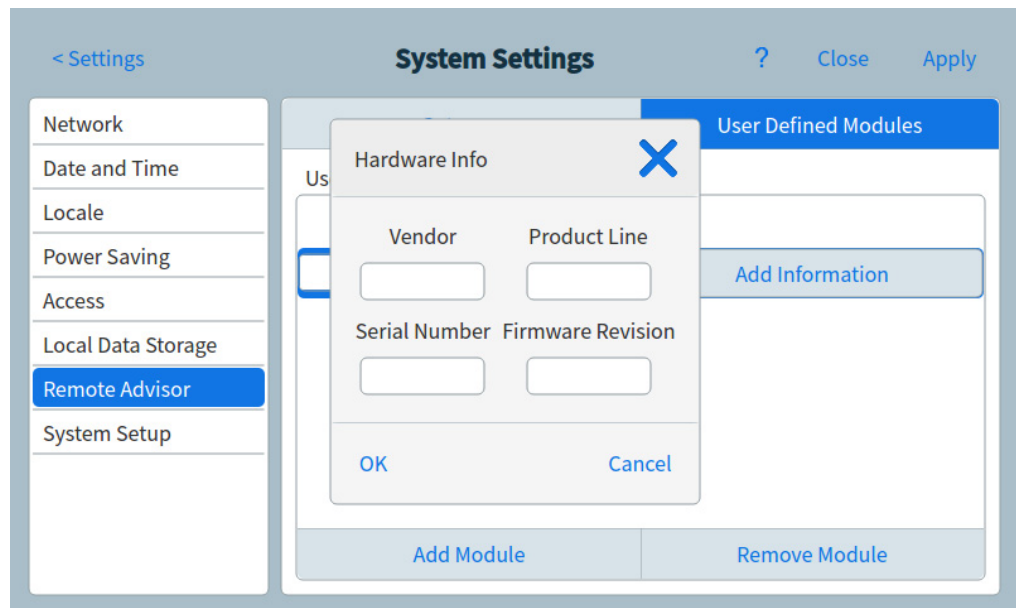 < Settings System Settings ? Close Apply
Network
Date and Time
Locale
Power Saving
Access
Local Data Storage
Remote Advisor
System Setup
User Defined Modules
Us
Hardware Info
Vendor Product Line
Serial Number Firmware Revision
OK Cancel
Add Information
Add Module Remove Module